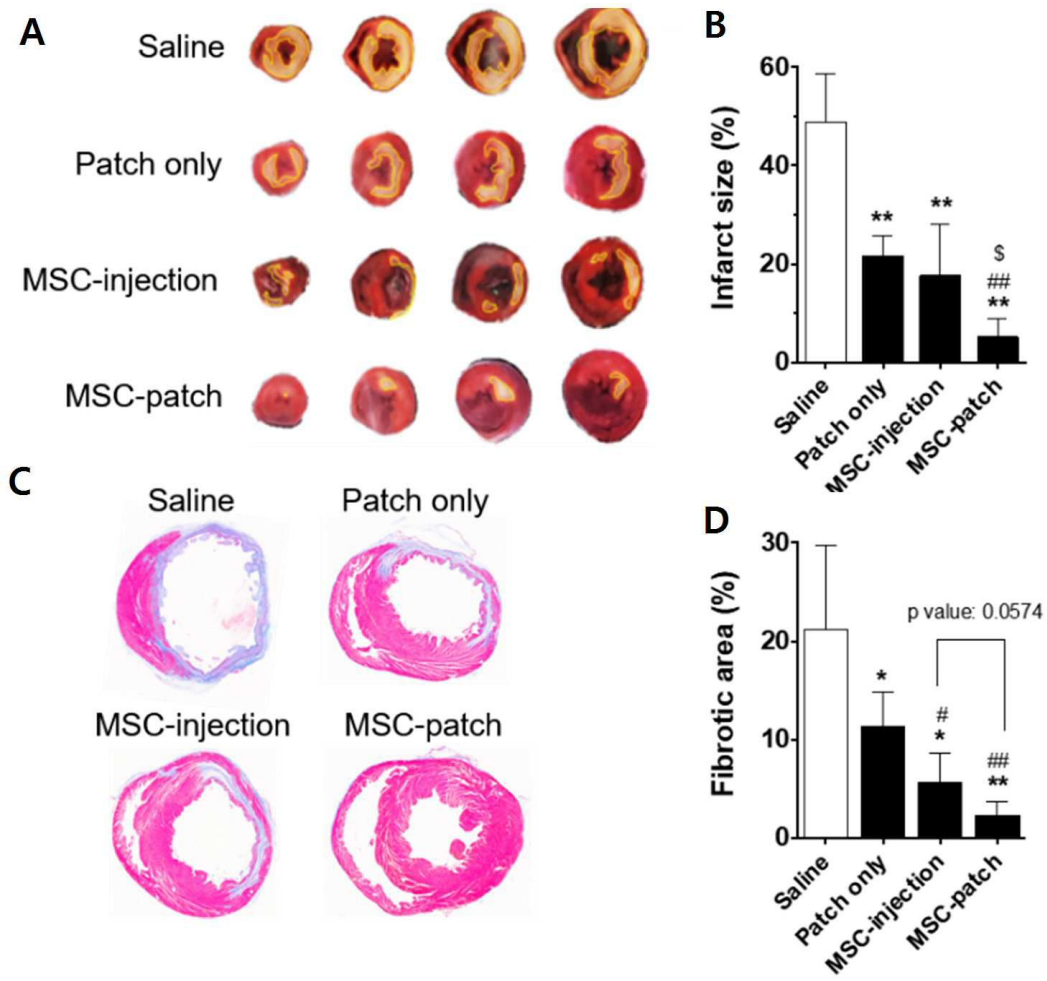 A
Saline
Patch only
MSC-injection
MSC-patch
B
Infarct size (%)
60
40
20
0
**
**
$
##
**
Saline
Patch only
MSC-injection
MSC-patch
C
Saline
Patch only
MSC-injection
MSC-patch
D
Fibrotic area (%)
30
20
10
0
p value: 0.0574
*
#
*
##
**
Saline
Patch only
MSC-injection
MSC-patch